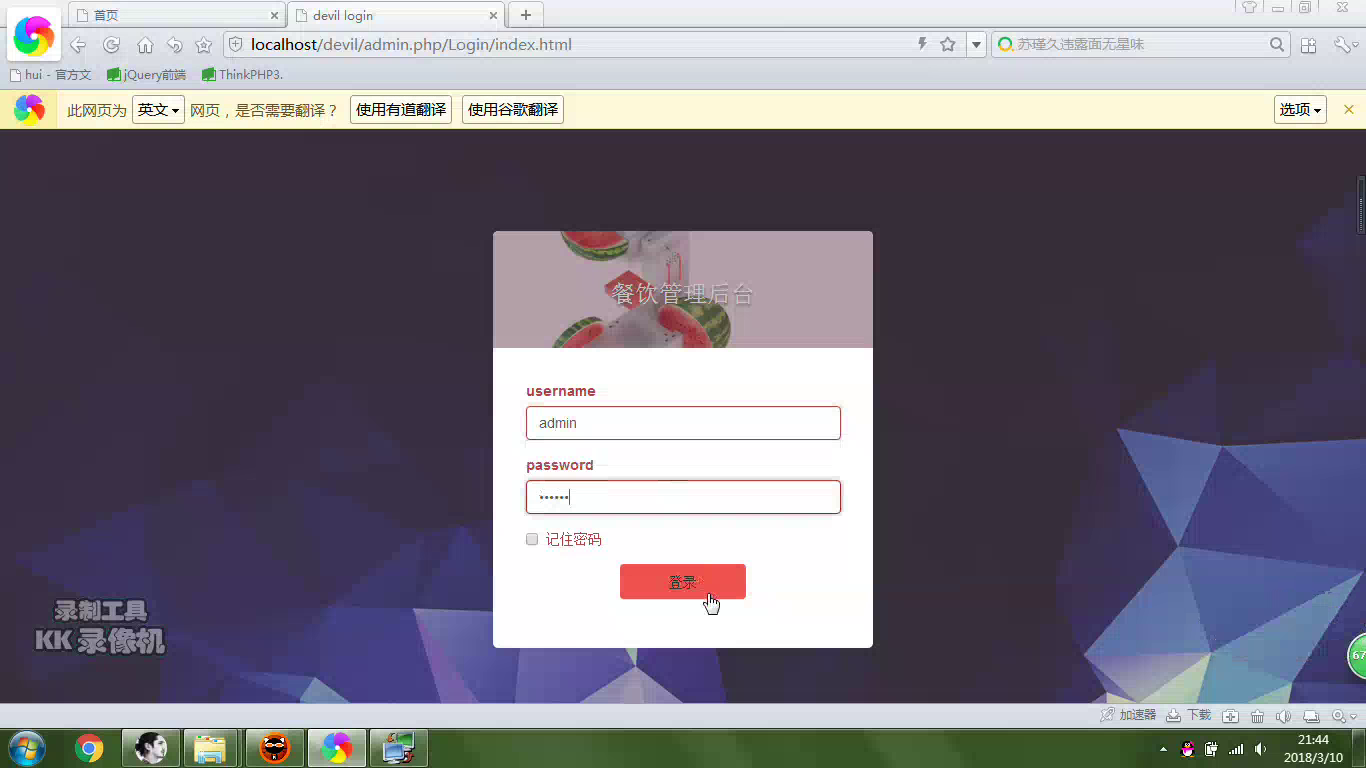 首页
devil login
localhost/devil/admin.php/Login/index.html
苏瑾久违露面无星味
hui - 官方文
jQuery前端
ThinkPHP3.
此网页为 英文 网页，是否需要翻译？ 使用有道翻译 使用谷歌翻译 选项
餐饮管理后台
username
admin
password
••••••
记住密码
登录
录制工具
KK 录像机
67
加速器 下载
21:44
2018/3/10